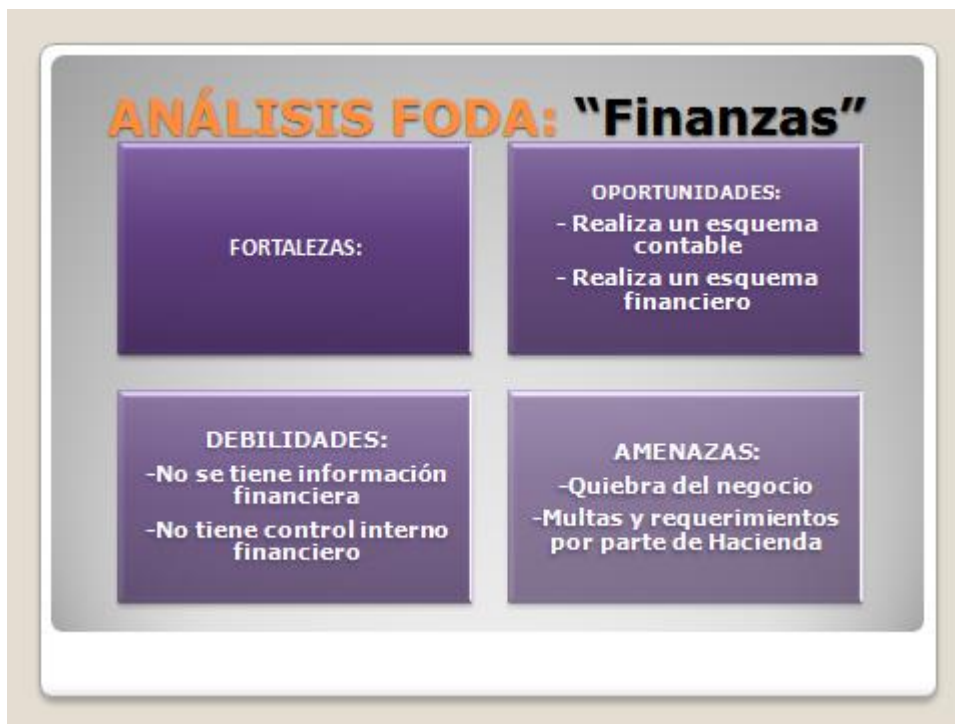 ANÁLISIS FODA: “Finanzas”
FORTALEZAS:
OPORTUNIDADES:
- Realiza un esquema
contable
- Realiza un esquema
financiero
DEBILIDADES:
-No se tiene información
financiera
-No tiene control interno
financiero
AMENAZAS:
-Quiebra del negocio
-Multas y requerimientos
por parte de Hacienda